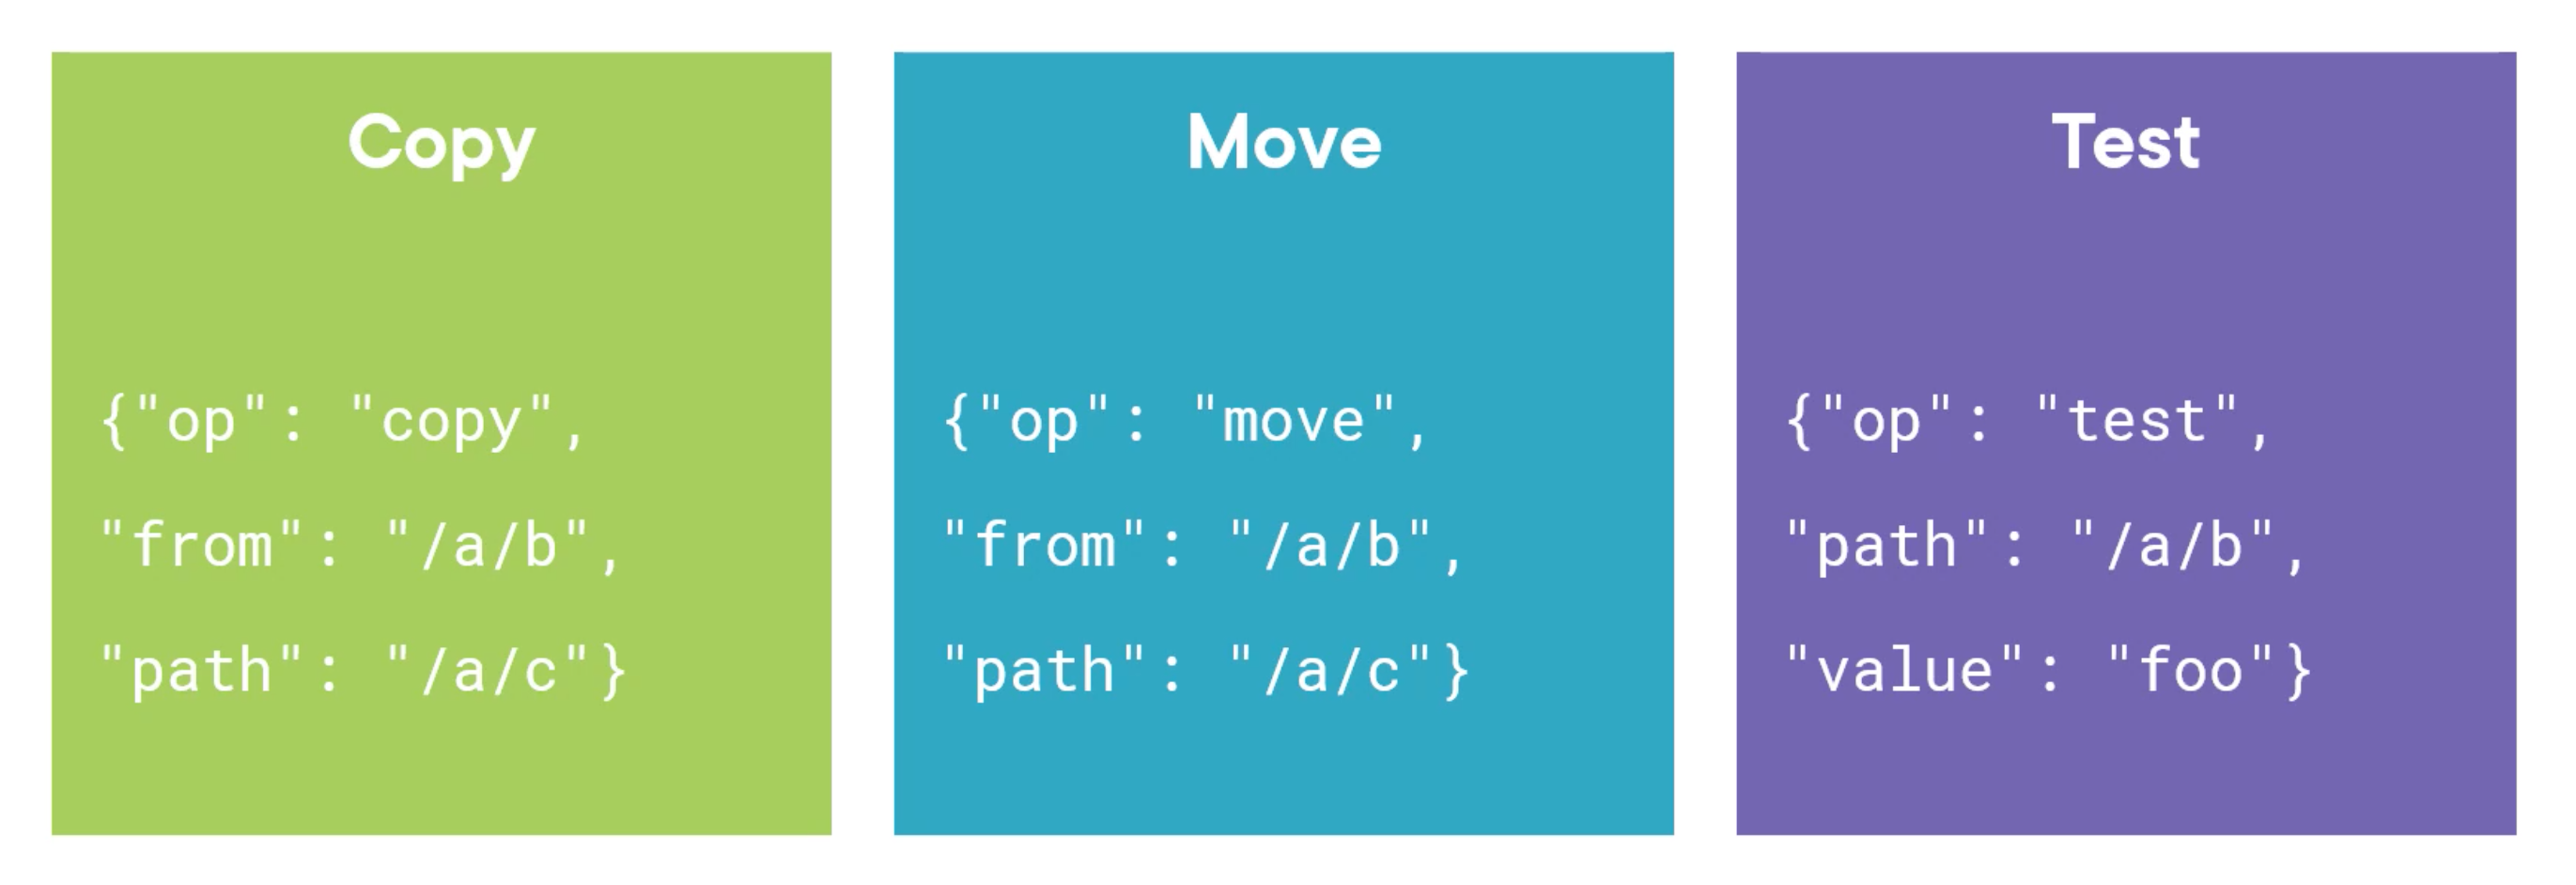 Copy
{"op": "copy",
"from": "/a/b",
"path": "/a/c"}
Move
{"op": "move",
"from": "/a/b",
"path": "/a/c"}
Test
{"op": "test",
"path": "/a/b",
"value": "foo"}